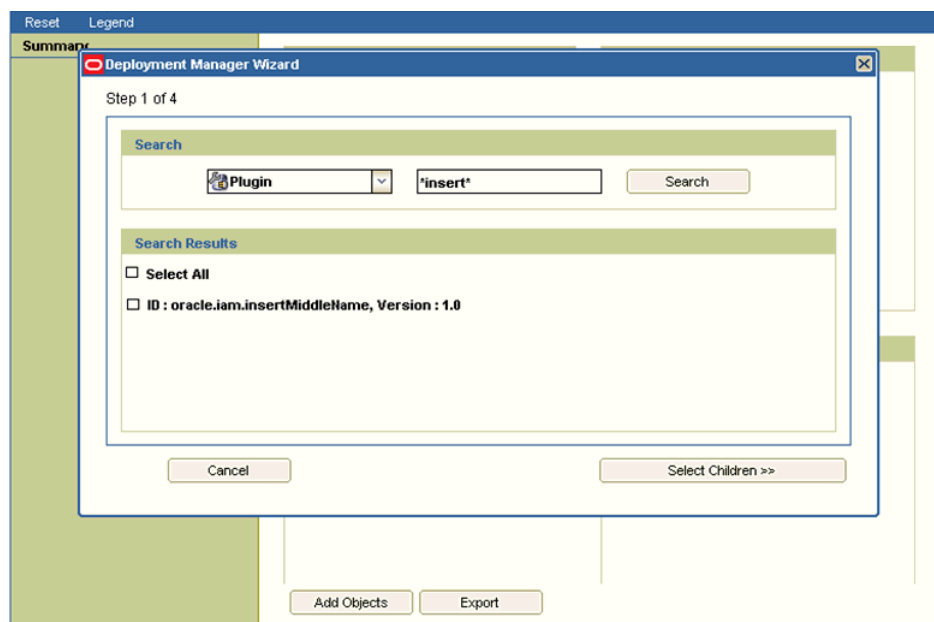 Reset Legend
Summary
Deployment Manager Wizard
Step 1 of 4
Search
Plugin *insert* Search
Search Results
Select All
ID : oracle.iam.insertMiddleName, Version : 1.0
Cancel Select Children >>
Add Objects Export